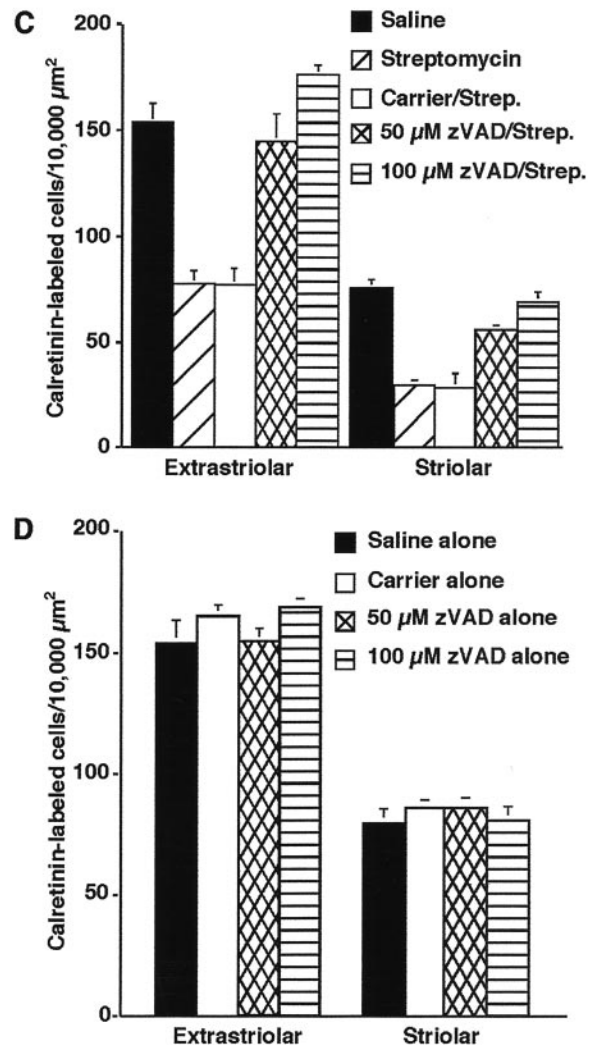 C
Calretinin-labeled cells/10,000 µm²
200
150
100
50
0
Saline
Streptomycin
Carrier/Strep.
50 µM zVAD/Strep.
100 µM zVAD/Strep.
Extrastriolar
Striolar
D
Calretinin-labeled cells/10,000 µm²
200
150
100
50
0
Saline alone
Carrier alone
50 µM zVAD alone
100 µM zVAD alone
Extrastriolar
Striolar